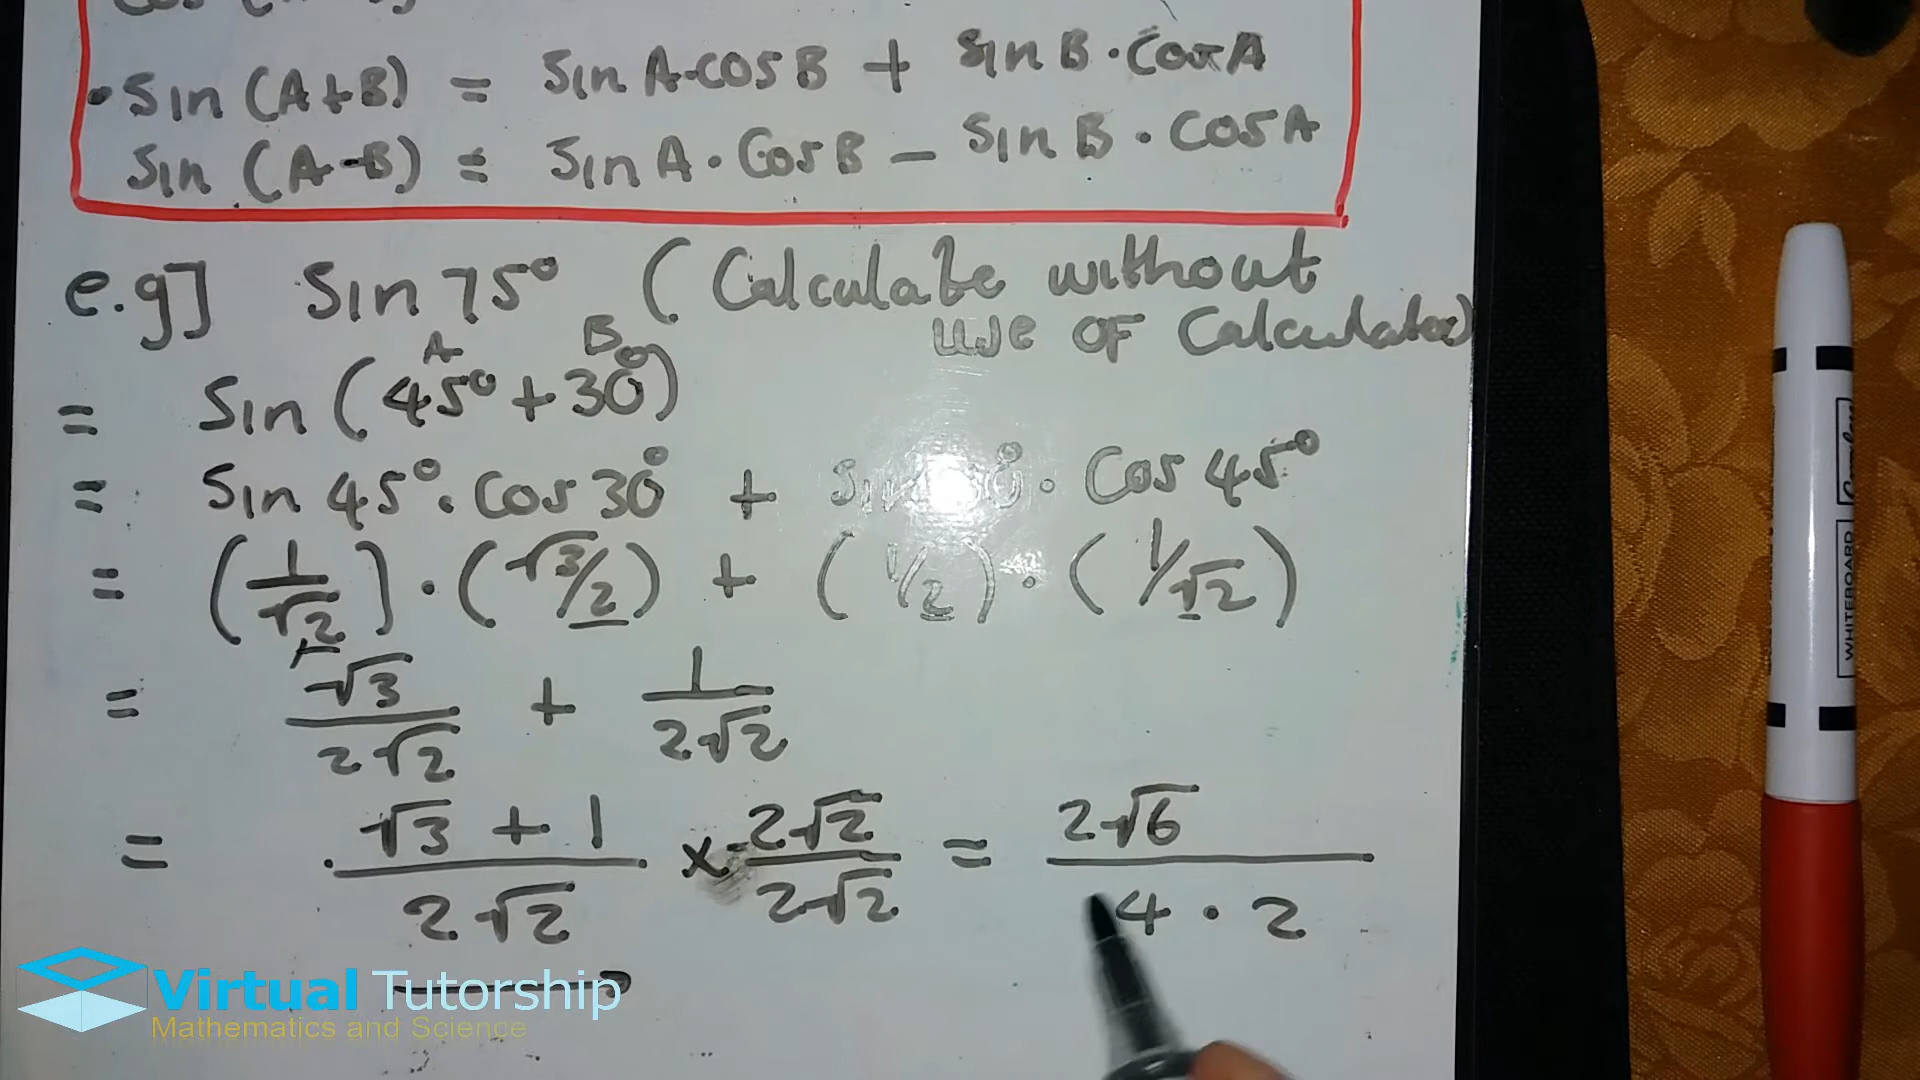 • sin (A+B) = sin A · cos B + sin B · cos A
sin (A-B) = sin A · Cos B - sin B · COS A
e.g] Sin 75° (Calculate without
use OF Calculator)
A B
= Sin (45° + 30°)
= Sin 45° · Cos 30° + Sin 30° · Cos 45°
= (1/√2) · (√3/2) + (1/2) · (1/√2)
= √3/2√2 + 1/2√2
= √3 + 1/2√2 × 2√2/2√2 = 2√6/4 · 2
Virtual Tutorship
Mathematics and Science
WHITEBOARD